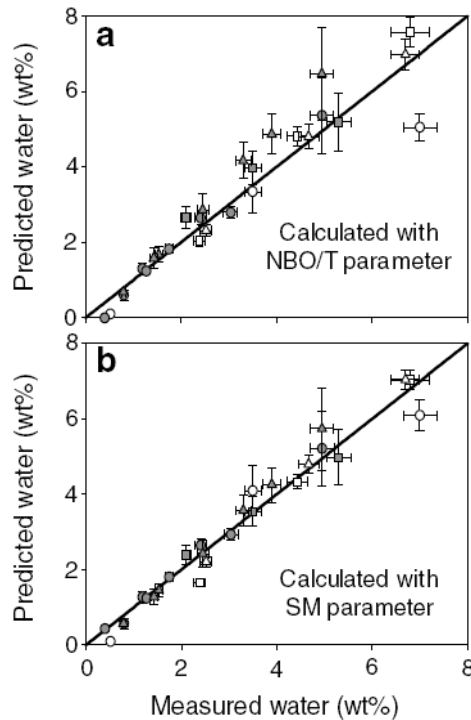 a
8
6
4
2
0
Predicted water (wt%)
Calculated with
NBO/T parameter
b
8
6
4
2
0
Predicted water (wt%)
Calculated with
SM parameter
0 2 4 6 8
Measured water (wt%)